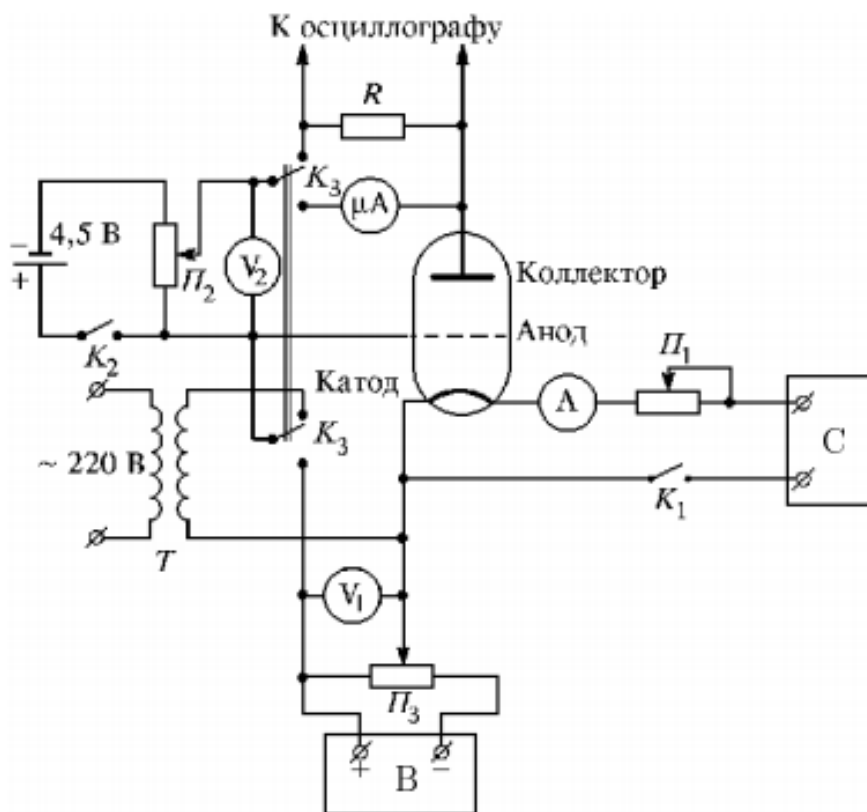 К осциллографу
R
K₃
μA
− 4,5 В
+
П₂
V₂
Коллектор
Анод
П₁
K₂
Катод
А
С
~ 220 В
K₃
K₁
T
V₁
П₃
+ −
В